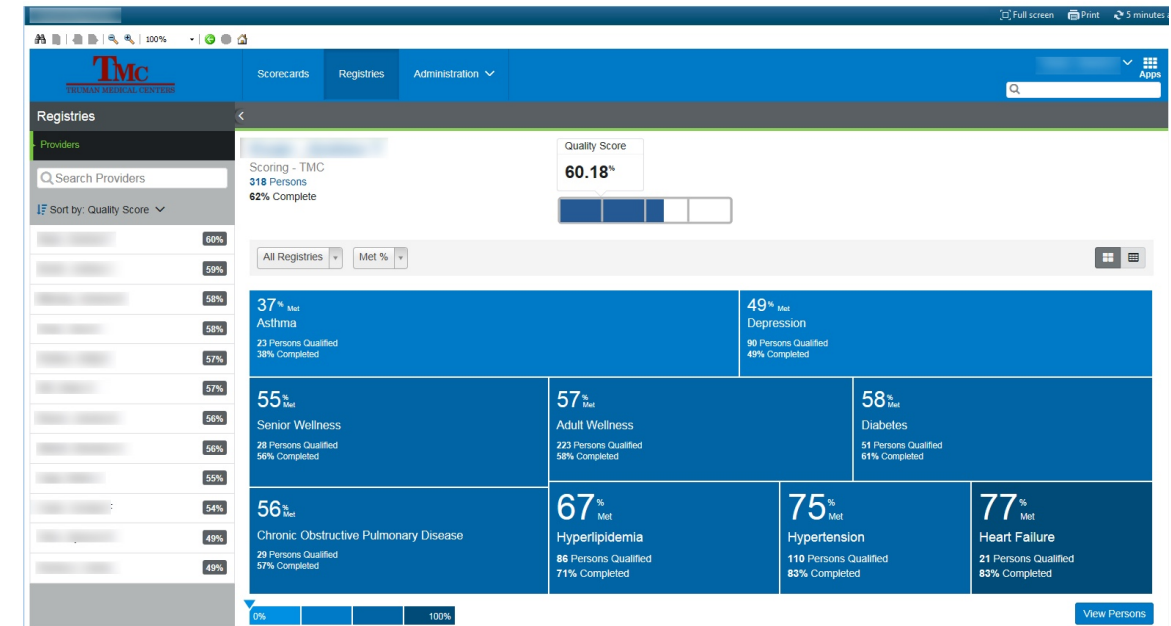 Full screen Print 5 minutes a
100%
TMC
TRUMAN MEDICAL CENTERS
Scorecards Registries Administration
Apps
Registries
Providers
Search Providers
Sort by: Quality Score
60%
59%
58%
58%
57%
57%
56%
56%
55%
54%
49%
49%
Scoring - TMC
318 Persons
62% Complete
Quality Score
60.18%
All Registries Met %
37% Met
Asthma
23 Persons Qualified
38% Completed
49% Met
Depression
90 Persons Qualified
49% Completed
55% Met
Senior Wellness
28 Persons Qualified
56% Completed
57% Met
Adult Wellness
223 Persons Qualified
58% Completed
58% Met
Diabetes
51 Persons Qualified
61% Completed
56% Met
Chronic Obstructive Pulmonary Disease
29 Persons Qualified
57% Completed
67% Met
Hyperlipidemia
86 Persons Qualified
71% Completed
75% Met
Hypertension
110 Persons Qualified
83% Completed
77% Met
Heart Failure
21 Persons Qualified
83% Completed
0% 100%
View Persons